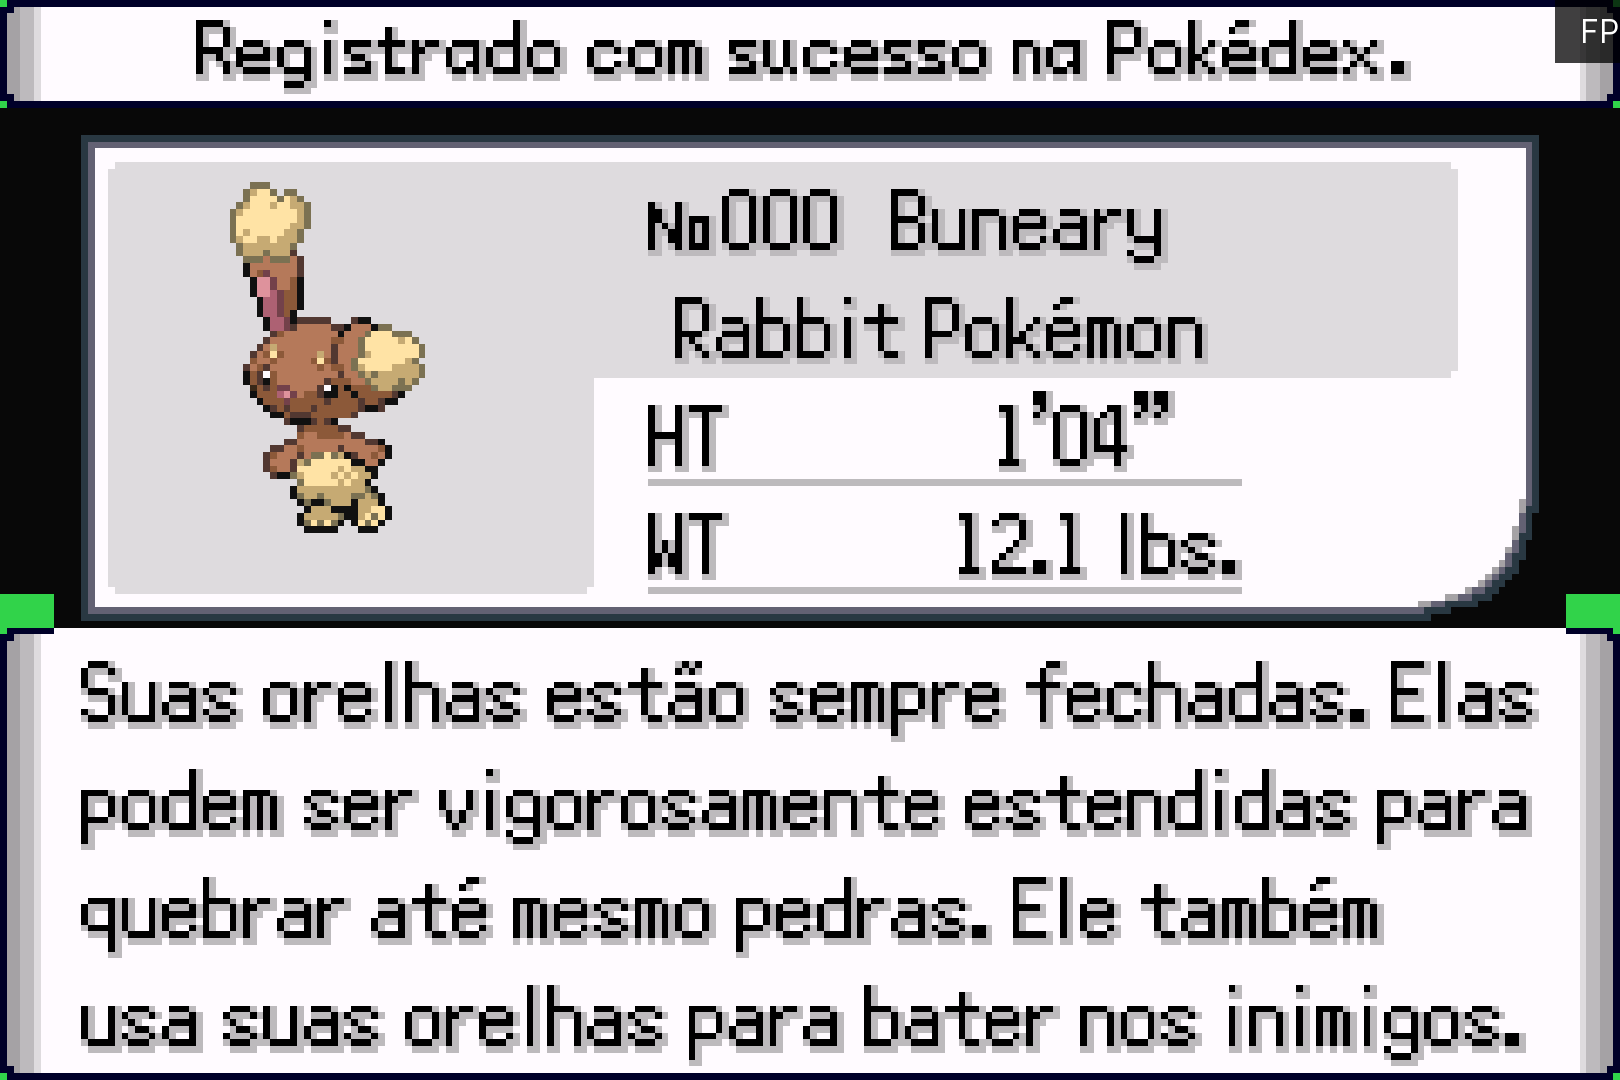 Registrado com sucesso na Pokédex.
FP
№000 Buneary
Rabbit Pokémon
HT 1’04”
WT 12.1 lbs.
Suas orelhas estão sempre fechadas. Elas
podem ser vigorosamente estendidas para
quebrar até mesmo pedras. Ele também
usa suas orelhas para bater nos inimigos.